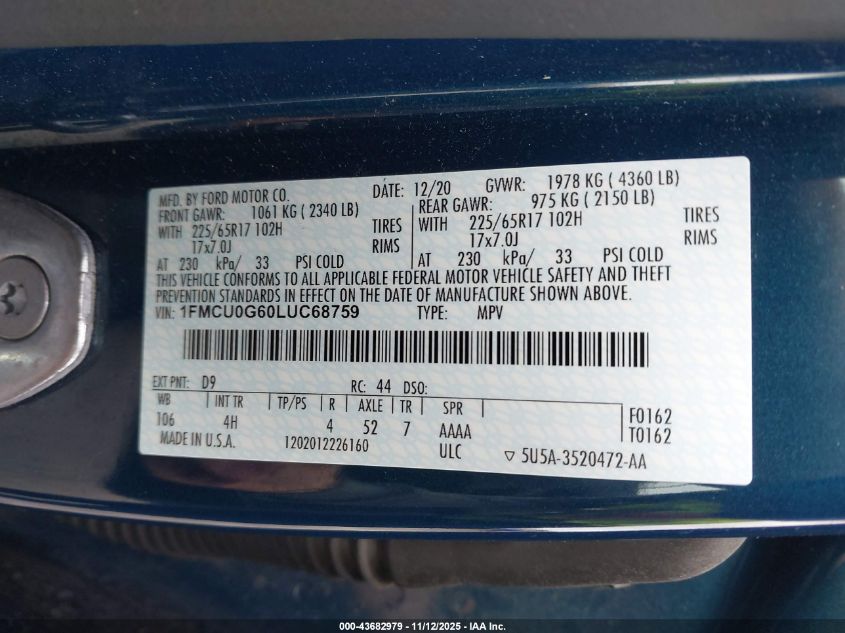 MFD. BY FORD MOTOR CO. DATE: 12/20 GVWR: 1978 KG ( 4360 LB)
FRONT GAWR: 1061 KG ( 2340 LB) REAR GAWR: 975 KG ( 2150 LB)
WITH 225/65R17 102H TIRES WITH 225/65R17 102H TIRES
17x7.0J RIMS 17x7.0J RIMS
AT 230 kPa/ 33 PSI COLD AT 230 kPa/ 33 PSI COLD
THIS VEHICLE CONFORMS TO ALL APPLICABLE FEDERAL MOTOR VEHICLE SAFETY AND THEFT
PREVENTION STANDARDS IN EFFECT ON THE DATE OF MANUFACTURE SHOWN ABOVE.
VIN: 1FMCU0G60LUC68759 TYPE: MPV
EXT PNT: D9 RC: 44 DSO:
WB INT TR TP/PS R AXLE TR SPR
106 4H 4 52 7 AAAA F0162
T0162
MADE IN U.S.A. 1202012226160 ULC ▽ 5U5A-3520472-AA
000-43682979 - 11/12/2025 - IAA Inc.